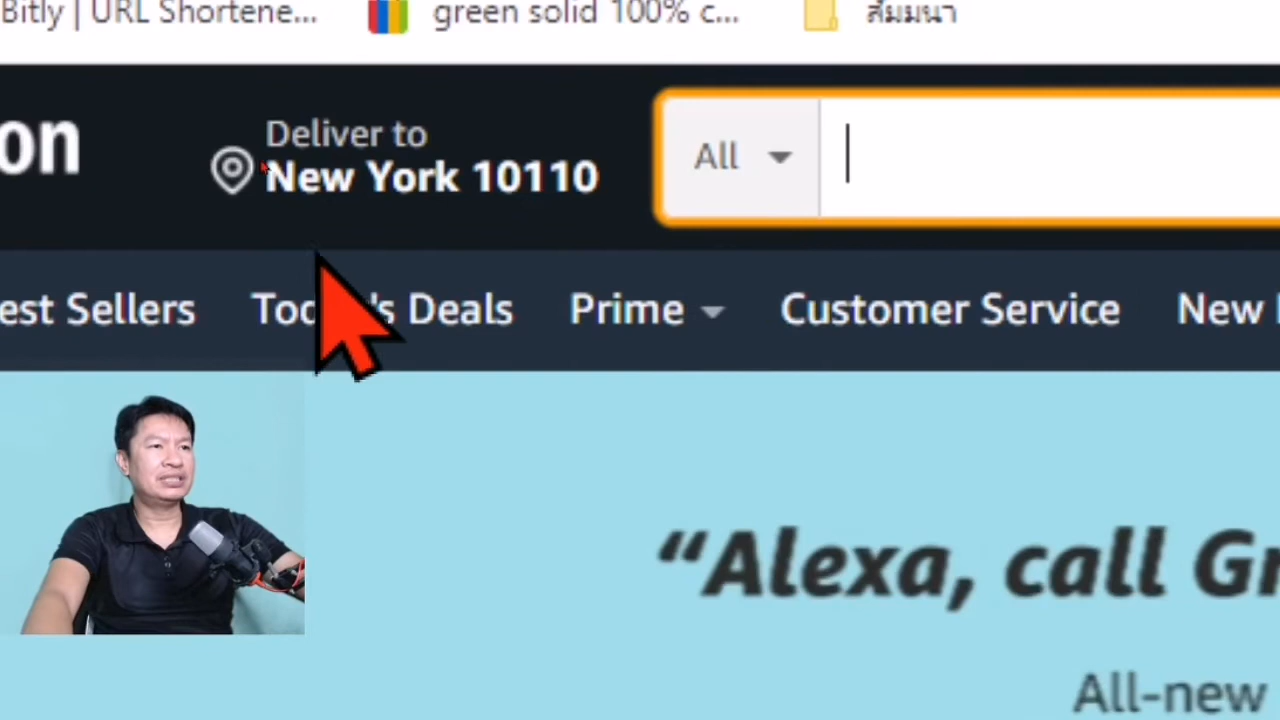 Bitly | URL Shortene... green solid 100% c... สัมมนา
on
Deliver to
New York 10110
All
est Sellers Today's Deals Prime Customer Service New
“Alexa, call Gr
All-new